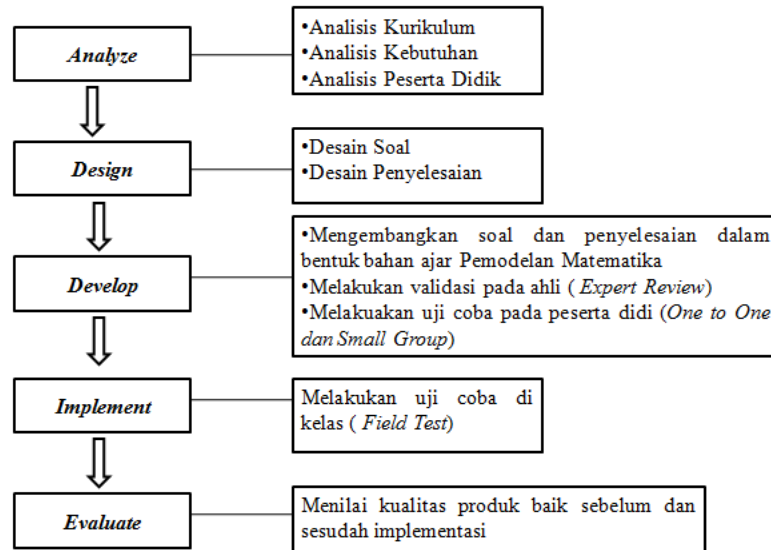 Analyze
•Analisis Kurikulum
•Analisis Kebutuhan
•Analisis Peserta Didik
Design
•Desain Soal
•Desain Penyelesaian
Develop
•Mengembangkan soal dan penyelesaian dalam
bentuk bahan ajar Pemodelan Matematika
•Melakukan validasi pada ahli ( Expert Review)
•Melakuakan uji coba pada peserta didi (One to One
dan Small Group)
Implement
Melakukan uji coba di
kelas ( Field Test)
Evaluate
Menilai kualitas produk baik sebelum dan
sesudah implementasi